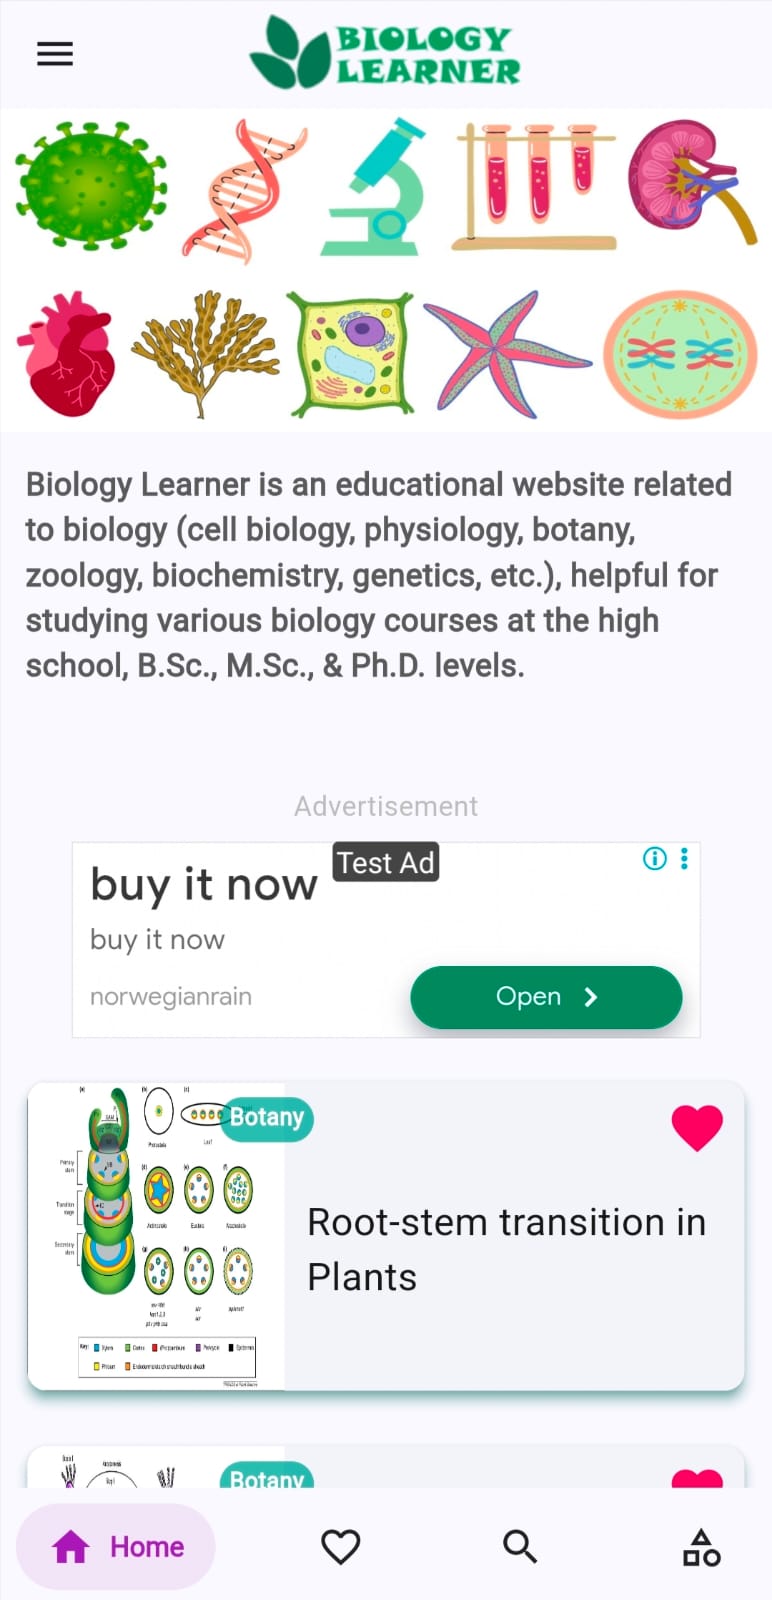 BIOLOGY
LEARNER
Biology Learner is an educational website related
to biology (cell biology, physiology, botany,
zoology, biochemistry, genetics, etc.), helpful for
studying various biology courses at the high
school, B.Sc., M.Sc., & Ph.D. levels.
Advertisement
Test Ad
buy it now
buy it now
norwegianrain
Open
Botany
Root-stem transition in
Plants
Botany
Home